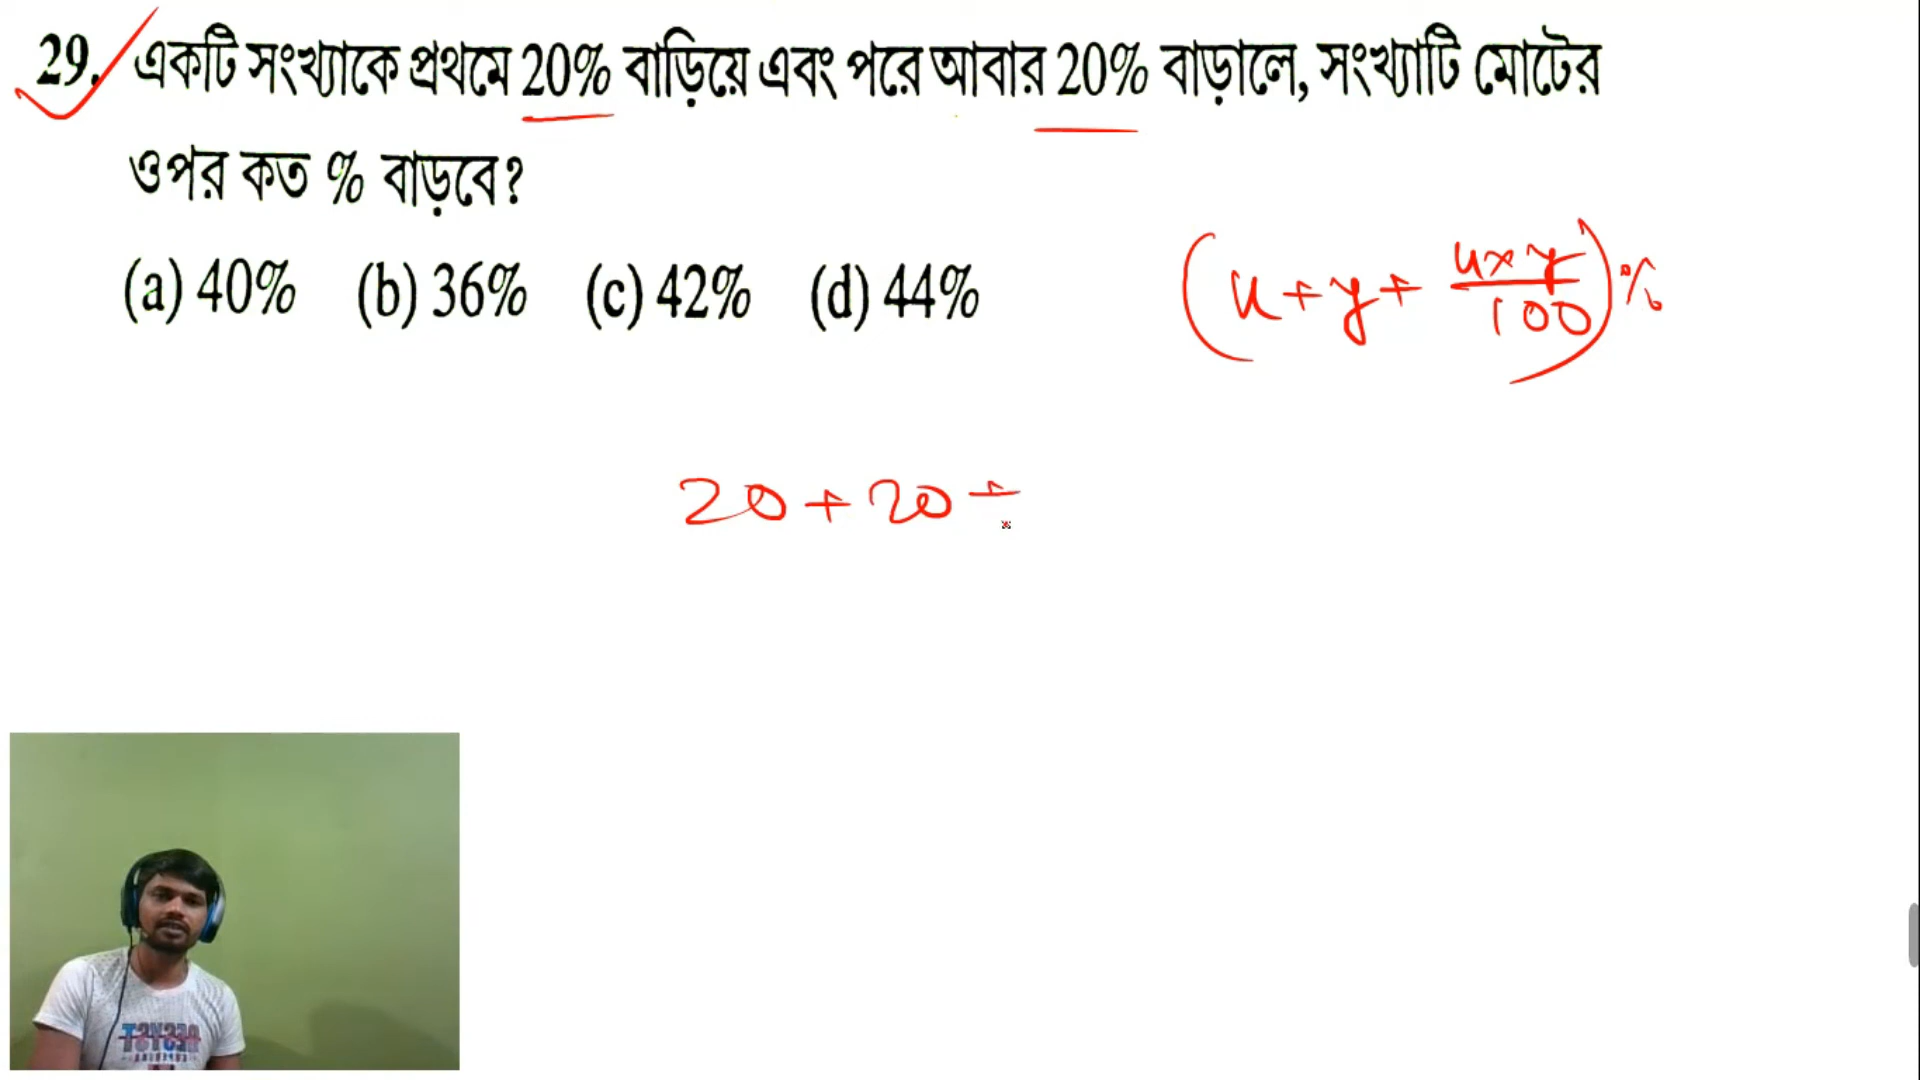 29. একটি সংখ্যাকে প্রথমে 20% বাড়িয়ে এবং পরে আবার 20% বাড়ালে, সংখ্যাটি মোটের
ওপর কত % বাড়বে?
(a) 40% (b) 36% (c) 42% (d) 44%
(x + y + x × y / 100) %
20 + 20 +